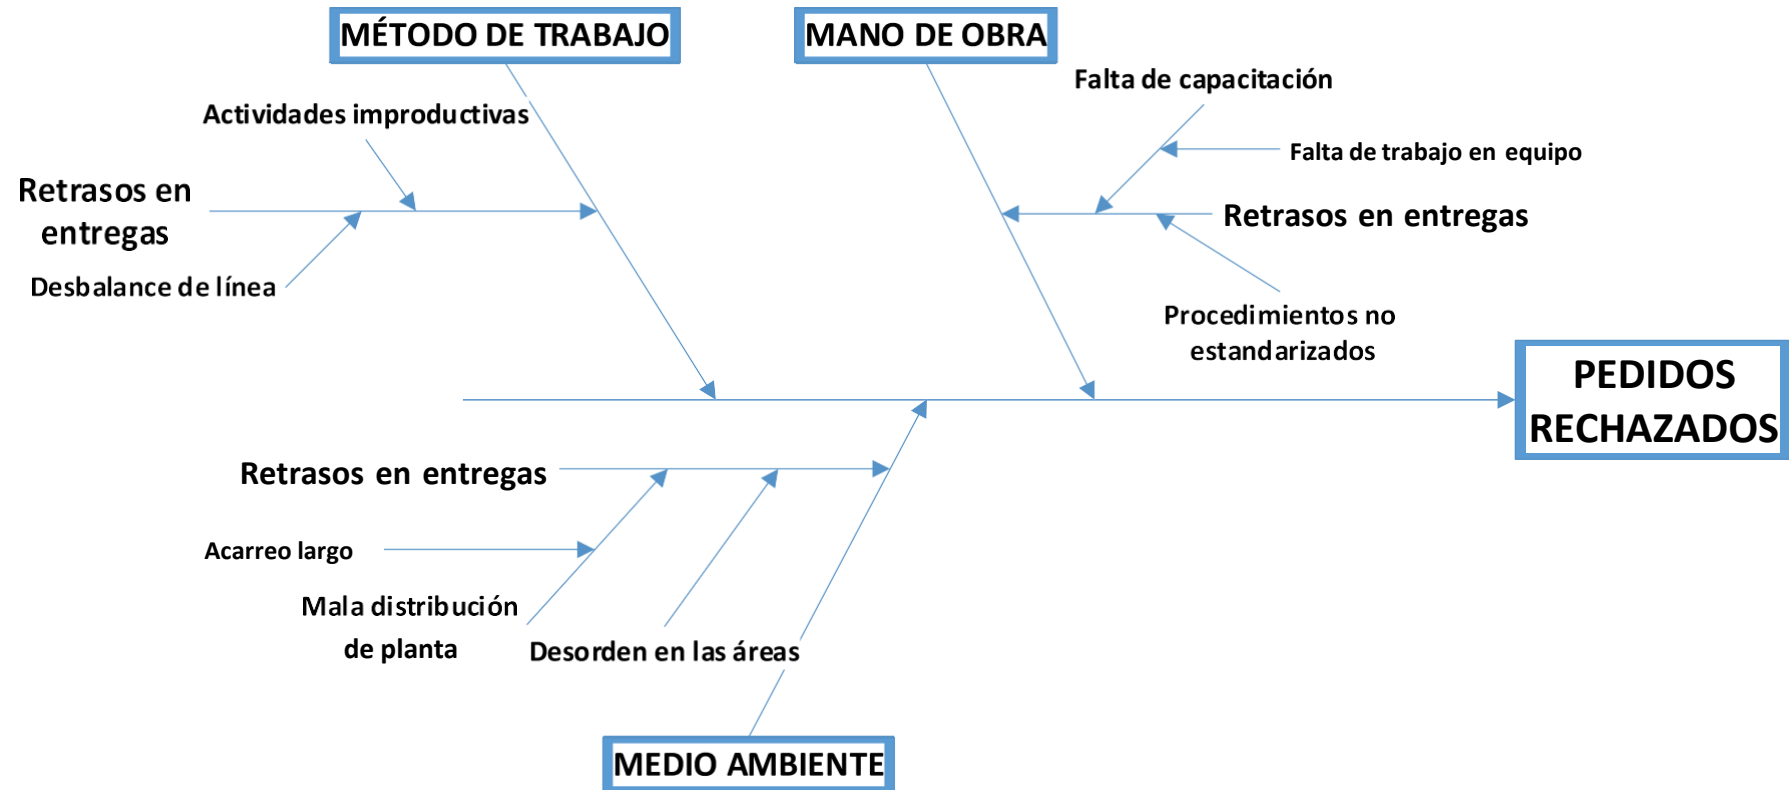 MÉTODO DE TRABAJO
MANO DE OBRA
Falta de capacitación
Actividades improductivas
Falta de trabajo en equipo
Retrasos en
entregas
Retrasos en entregas
Desbalance de línea
Procedimientos no
estandarizados
PEDIDOS
RECHAZADOS
Retrasos en entregas
Acarreo largo
Mala distribución
de planta
Desorden en las áreas
MEDIO AMBIENTE